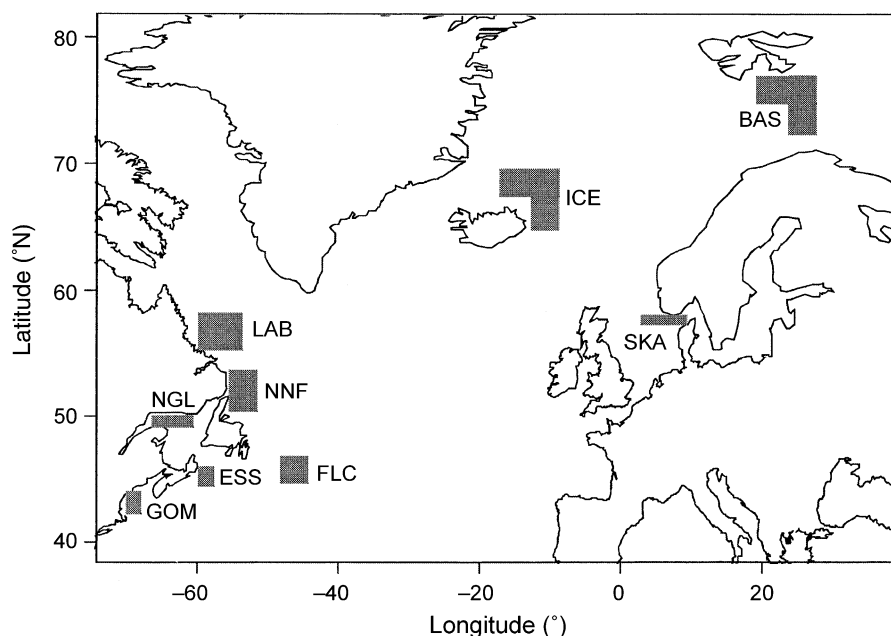 80
70
60
50
40
Latitude (°N)
BAS
ICE
LAB
SKA
NNF
NGL
ESS
FLC
GOM
–60
–40
–20
0
20
Longitude (°)